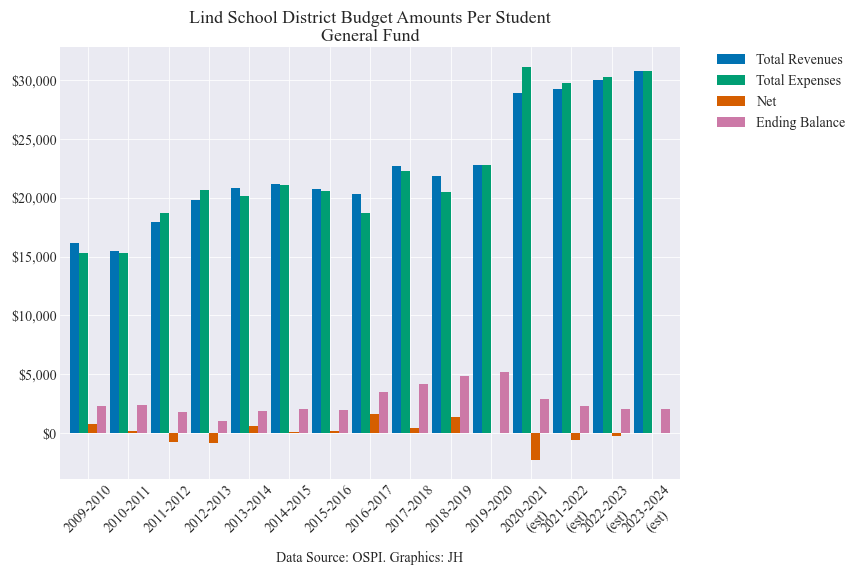 Lind School District Budget Amounts Per Student
General Fund
Total Revenues
Total Expenses
Net
Ending Balance
$30,000
$25,000
$20,000
$15,000
$10,000
$5,000
$0
2009-2010
2010-2011
2011-2012
2012-2013
2013-2014
2014-2015
2015-2016
2016-2017
2017-2018
2018-2019
2019-2020
2020-2021
(est)
2021-2022
(est)
2022-2023
(est)
2023-2024
(est)
Data Source: OSPI. Graphics: JH